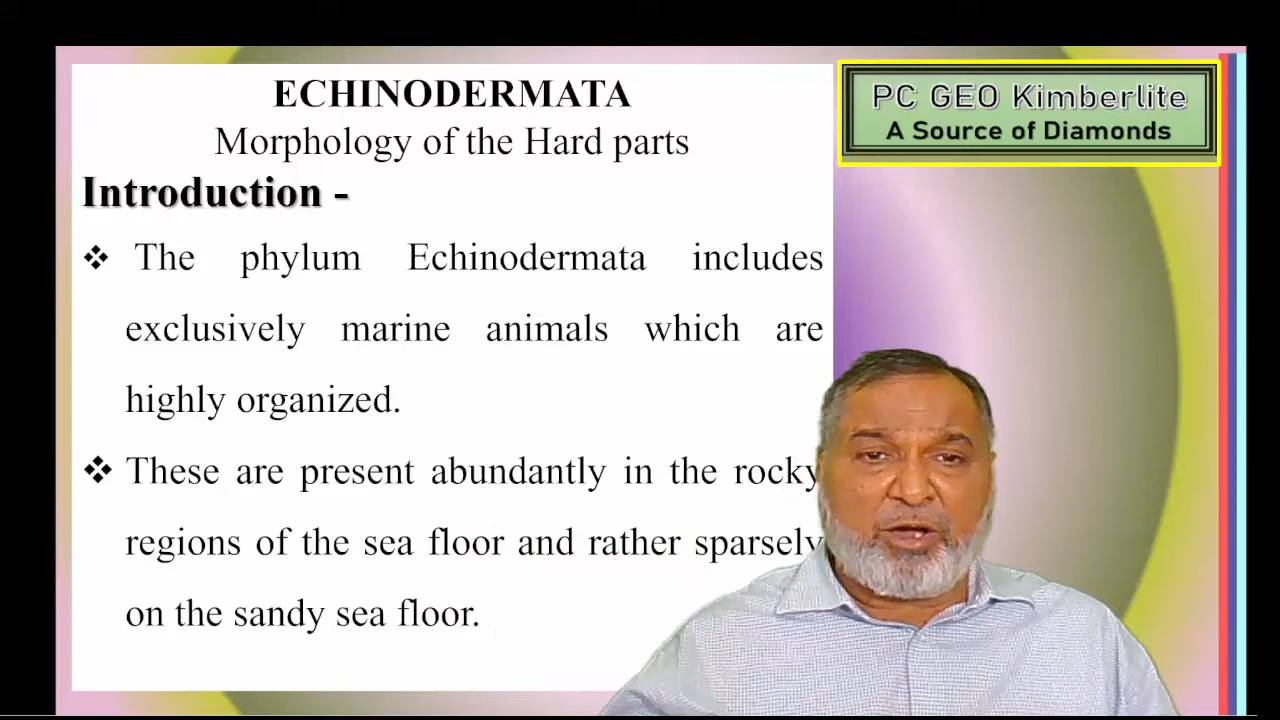 ECHINODERMATA
Morphology of the Hard parts
Introduction -
❖ The phylum Echinodermata includes
exclusively marine animals which are
highly organized.
❖ These are present abundantly in the rocky
regions of the sea floor and rather sparsely
on the sandy sea floor.
PC GEO Kimberlite
A Source of Diamonds